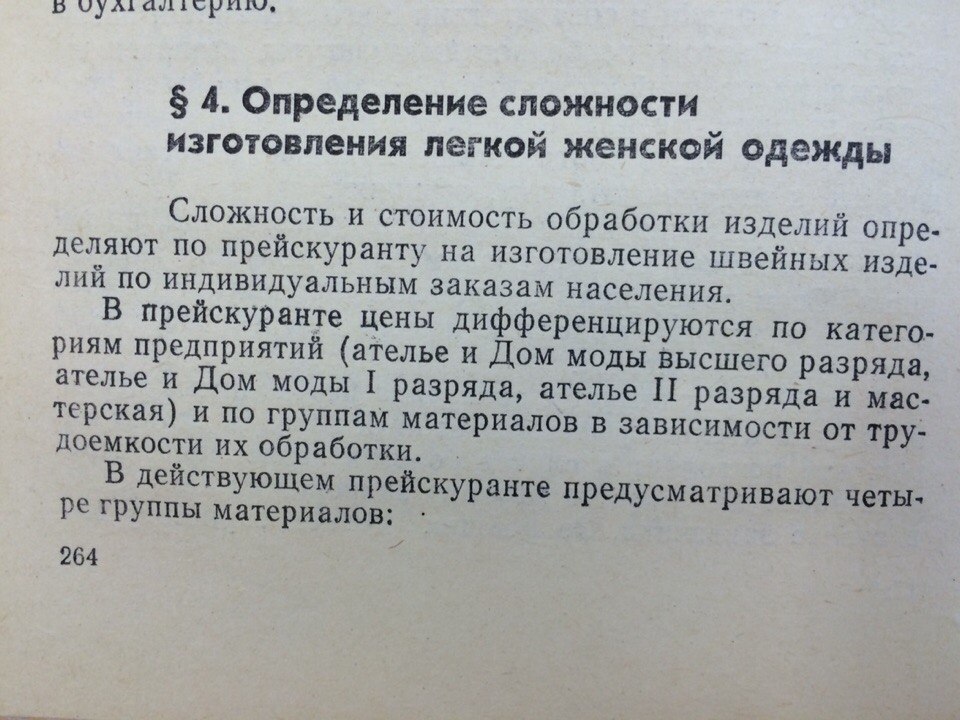 в бухгалтерию.
§ 4. Определение сложности
изготовления легкой женской одежды
Сложность и стоимость обработки изделий опре-
деляют по прейскуранту на изготовление швейных изде-
лий по индивидуальным заказам населения.
В прейскуранте цены дифференцируются по катего-
риям предприятий (ателье и Дом моды высшего разряда,
ателье и Дом моды I разряда, ателье II разряда и мас-
терская) и по группам материалов в зависимости от тру-
доемкости их обработки.
В действующем прейскуранте предусматривают четы-
ре группы материалов:
264